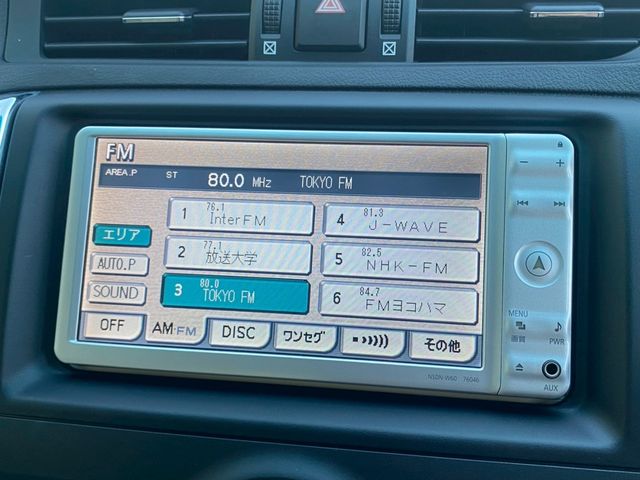 FM
AREA.P ST 80.0 MHz TOKYO FM
1 76.1 InterFM
4 81.3 J-WAVE
エリア
2 77.1 放送大学
5 82.5 NHK-FM
AUTO.P
3 80.0 TOKYO FM
6 84.7 FMヨコハマ
SOUND
OFF AM・FM DISC ワンセグ その他
MENU
画質
PWR
AUX
NSDN-W60 76046